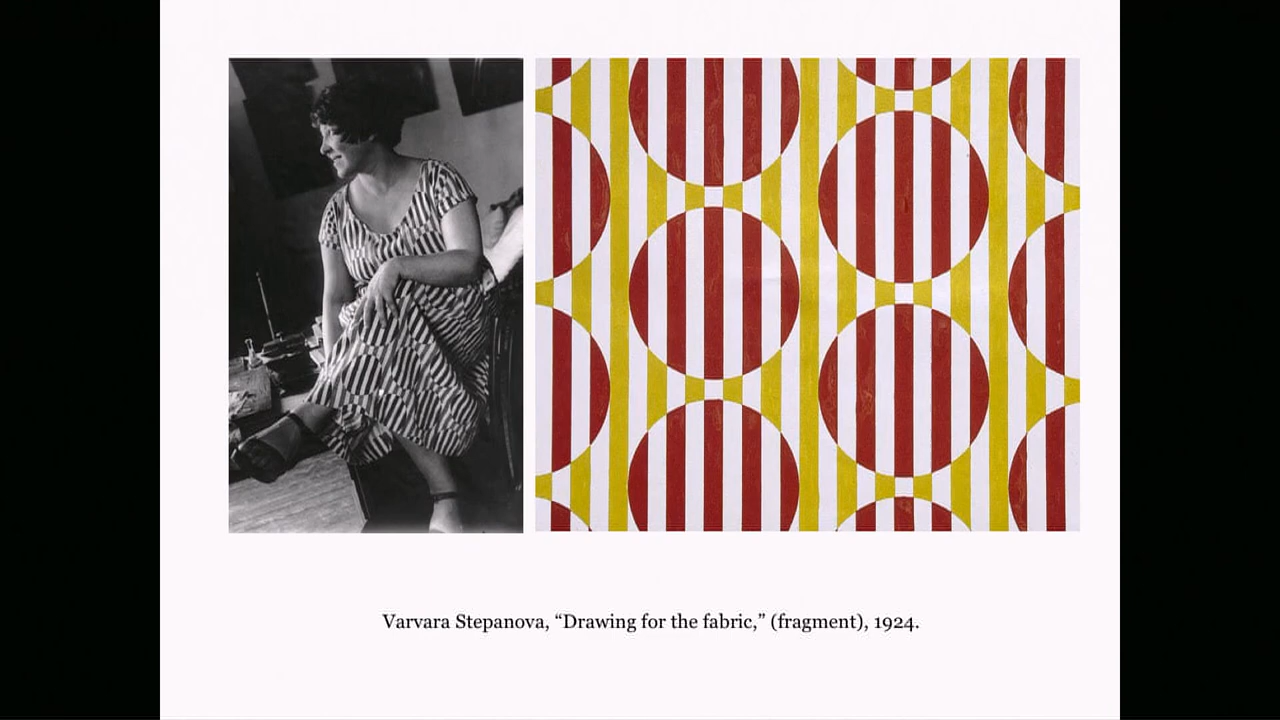 Varvara Stepanova, “Drawing for the fabric,” (fragment), 1924.